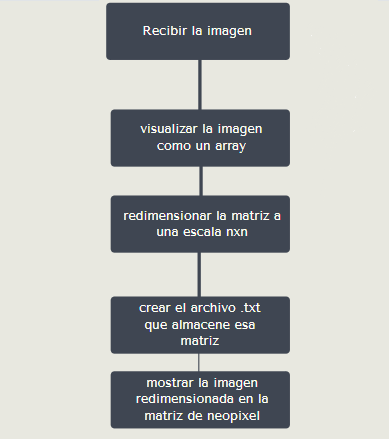 Recibir la imagen
visualizar la imagen
como un array
redimensionar la matriz a
una escala nxn
crear el archivo .txt
que almacene esa
matriz
mostrar la imagen
redimensionada en la
matriz de neopixel